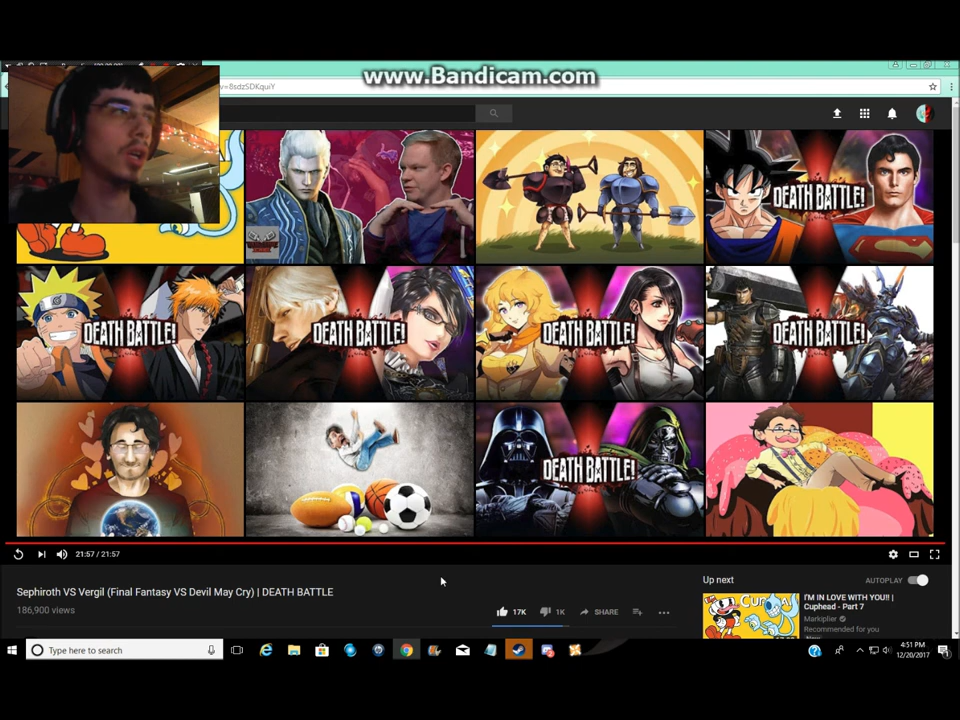 www.Bandicam.com
v=8sdzSDKquiY
DEATH BATTLE!
DEATH BATTLE!
DEATH BATTLE!
DEATH BATTLE!
DEATH BATTLE!
DEATH BATTLE!
21:57 / 21:57
Sephiroth VS Vergil (Final Fantasy VS Devil May Cry) | DEATH BATTLE
186,900 views
17K
1K
SHARE
Up next
AUTOPLAY
I'M IN LOVE WITH YOU!! |
Cuphead - Part 7
Markiplier
Recommended for you
New
Type here to search
4:51 PM
12/20/2017